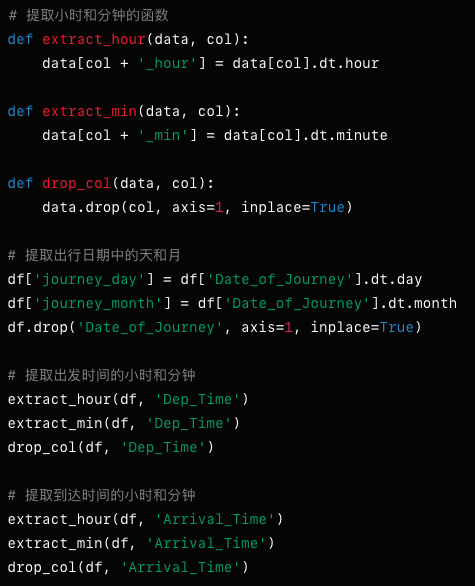 # 提取小时和分钟的函数
def extract_hour(data, col):
    data[col + '_hour'] = data[col].dt.hour

def extract_min(data, col):
    data[col + '_min'] = data[col].dt.minute

def drop_col(data, col):
    data.drop(col, axis=1, inplace=True)

# 提取出行日期中的天和月
df['journey_day'] = df['Date_of_Journey'].dt.day
df['journey_month'] = df['Date_of_Journey'].dt.month
df.drop('Date_of_Journey', axis=1, inplace=True)

# 提取出发时间的小时和分钟
extract_hour(df, 'Dep_Time')
extract_min(df, 'Dep_Time')
drop_col(df, 'Dep_Time')

# 提取到达时间的小时和分钟
extract_hour(df, 'Arrival_Time')
extract_min(df, 'Arrival_Time')
drop_col(df, 'Arrival_Time')